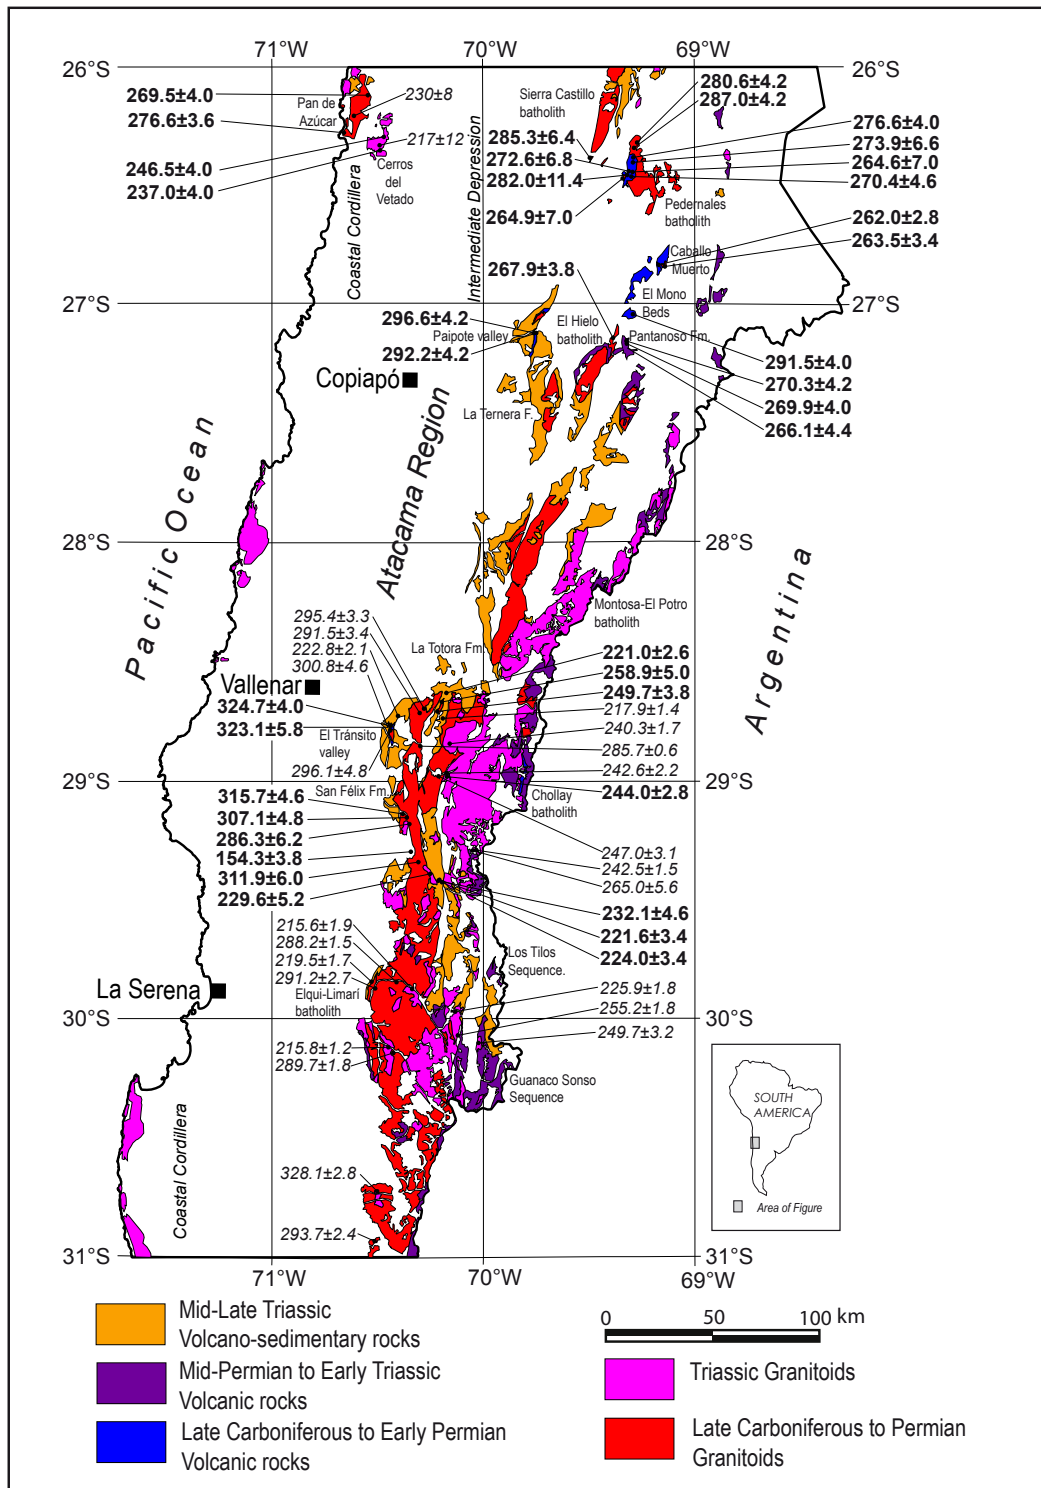 71°W
70°W
69°W
26°S
26°S
269.5±4.0
Pan de
Azúcar
230±8
276.6±3.6
217±12
246.5±4.0
237.0±4.0
Cerros
del
Vetado
Coastal Cordillera
Intermediate Depression
Sierra Castillo
batholith
280.6±4.2
287.0±4.2
285.3±6.4
272.6±6.8
282.0±11.4
264.9±7.0
276.6±4.0
273.9±6.6
264.6±7.0
270.4±4.6
Pedernales
batholith
262.0±2.8
263.5±3.4
Caballo
Muerto
267.9±3.8
El Mono
Beds
27°S
27°S
296.6±4.2
Paipote valley
292.2±4.2
El Hielo
batholith
Pantanoso Fm.
291.5±4.0
270.3±4.2
269.9±4.0
266.1±4.4
Copiapó
La Ternera F.
Atacama Region
Pacific Ocean
Argentina
28°S
28°S
Montosa-El Potro
batholith
295.4±3.3
291.5±3.4
222.8±2.1
300.8±4.6
La Totora Fm.
221.0±2.6
258.9±5.0
249.7±3.8
217.9±1.4
240.3±1.7
285.7±0.6
242.6±2.2
244.0±2.8
Vallenar
324.7±4.0
323.1±5.8
El Tránsito
valley
296.1±4.8
29°S
29°S
San Félix Fm.
Chollay
batholith
315.7±4.6
307.1±4.8
286.3±6.2
154.3±3.8
311.9±6.0
229.6±5.2
247.0±3.1
242.5±1.5
265.0±5.6
232.1±4.6
221.6±3.4
224.0±3.4
215.6±1.9
288.2±1.5
219.5±1.7
291.2±2.7
Elqui-Limarí
batholith
Los Tilos
Sequence.
225.9±1.8
255.2±1.8
249.7±3.2
La Serena
30°S
30°S
215.8±1.2
289.7±1.8
Guanaco Sonso
Sequence
Coastal Cordillera
328.1±2.8
293.7±2.4
SOUTH
AMERICA
Area of Figure
31°S
31°S
71°W
70°W
69°W
Mid-Late Triassic
Volcano-sedimentary rocks
Mid-Permian to Early Triassic
Volcanic rocks
Late Carboniferous to Early Permian
Volcanic rocks
0 50 100 km
Triassic Granitoids
Late Carboniferous to Permian
Granitoids